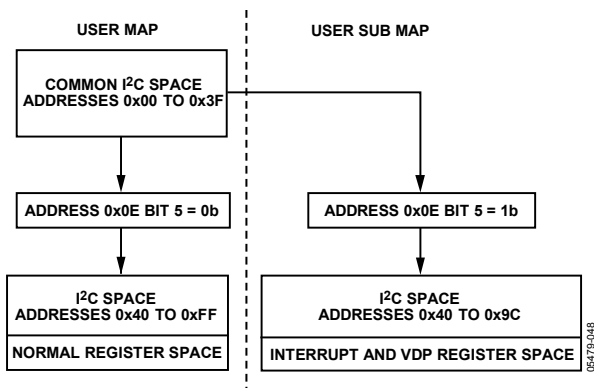 USER MAP
USER SUB MAP
COMMON I2C SPACE
ADDRESSES 0x00 TO 0x3F
ADDRESS 0x0E BIT 5 = 0b
ADDRESS 0x0E BIT 5 = 1b
I2C SPACE
ADDRESSES 0x40 TO 0xFF
NORMAL REGISTER SPACE
I2C SPACE
ADDRESSES 0x40 TO 0x9C
INTERRUPT AND VDP REGISTER SPACE
05479-048